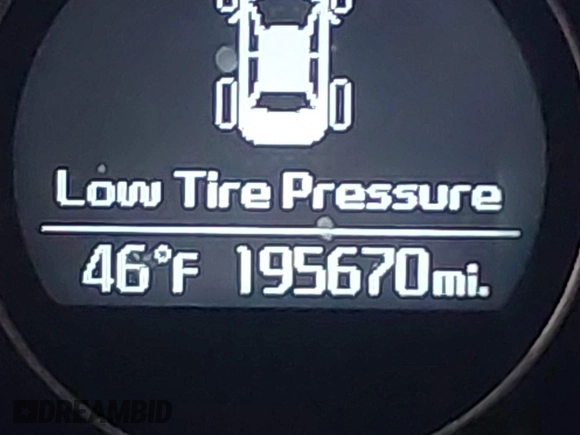 Low Tire Pressure
46°F 195670mi.
DREAMBID